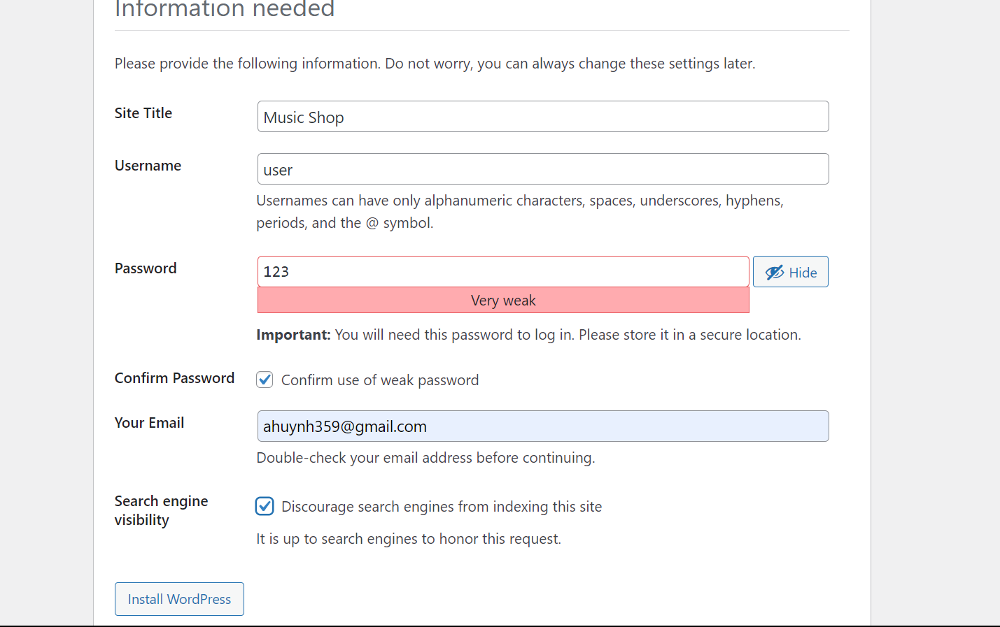 Information needed
Please provide the following information. Do not worry, you can always change these settings later.
Site Title
Music Shop
Username
user
Usernames can have only alphanumeric characters, spaces, underscores, hyphens,
periods, and the @ symbol.
Password
123
Hide
Very weak
Important: You will need this password to log in. Please store it in a secure location.
Confirm Password
Confirm use of weak password
Your Email
ahuynh359@gmail.com
Double-check your email address before continuing.
Search engine
visibility
Discourage search engines from indexing this site
It is up to search engines to honor this request.
Install WordPress